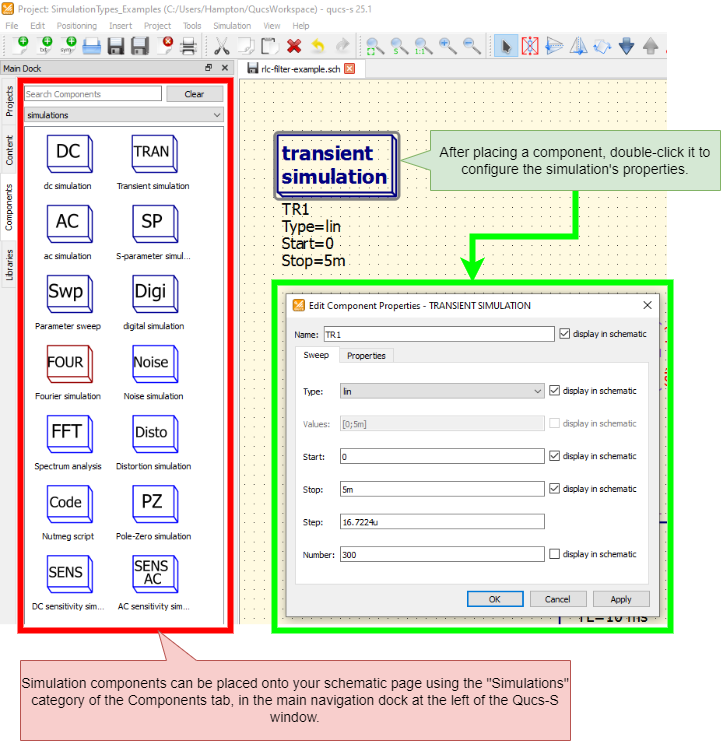 Project: SimulationTypes_Examples (C:/Users/Hampton/QucsWorkspace) - qucs-s 25.1
File Edit Positioning Insert Project Tools Simulation View Help
Main Dock
rlc-filter-example.sch
Projects
Content
Components
Libraries
Search Components
Clear
simulations
DC
dc simulation
TRAN
Transient simulation
AC
ac simulation
SP
S-parameter simul...
Swp
Parameter sweep
Digi
digital simulation
FOUR
Fourier simulation
Noise
Noise simulation
FFT
Spectrum analysis
Disto
Distortion simulation
Code
Nutmeg script
PZ
Pole-Zero simulation
SENS
DC sensitivity sim...
SENS
AC
AC sensitivity sim...
transient
simulation
TR1
Type=lin
Start=0
Stop=5m
After placing a component, double-click it to
configure the simulation's properties.
Edit Component Properties - TRANSIENT SIMULATION
Name: TR1 display in schematic
Sweep Properties
Type: lin display in schematic
Values: [0;5m] display in schematic
Start: 0 display in schematic
Stop: 5m display in schematic
Step: 16.7224u
Number: 300 display in schematic
OK Cancel Apply
Simulation components can be placed onto your schematic page using the "Simulations"
category of the Components tab, in the main navigation dock at the left of the Qucs-S
window.